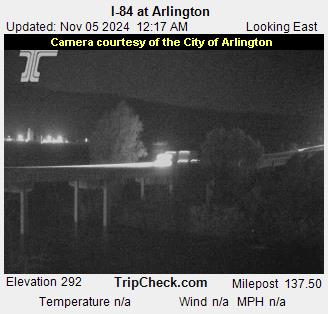 I-84 at Arlington
Updated: Nov 05 2024 12:17 AM Looking East
Camera courtesy of the City of Arlington
Elevation 292 TripCheck.com Milepost 137.50
Temperature n/a Wind n/a MPH n/a